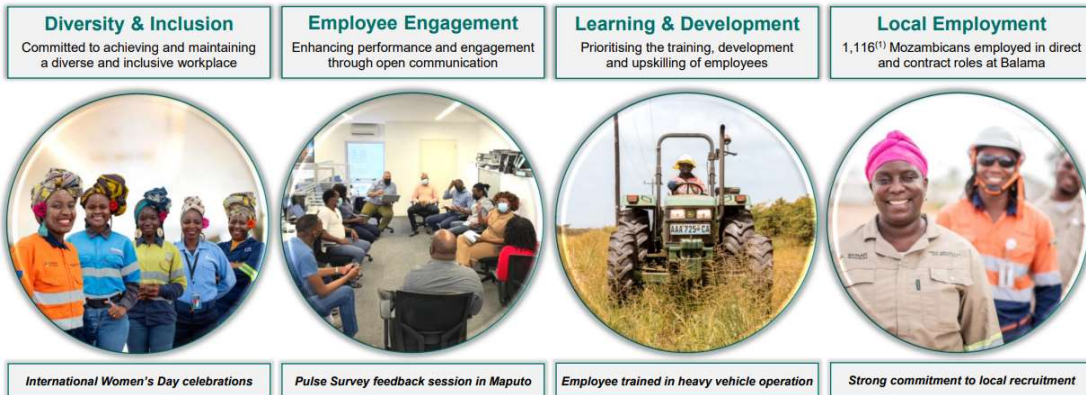 Diversity & Inclusion
Committed to achieving and maintaining
a diverse and inclusive workplace
Employee Engagement
Enhancing performance and engagement
through open communication
Learning & Development
Prioritising the training, development
and upskilling of employees
Local Employment
1,116(1) Mozambicans employed in direct
and contract roles at Balama
International Women's Day celebrations
Pulse Survey feedback session in Maputo
Employee trained in heavy vehicle operation
Strong commitment to local recruitment